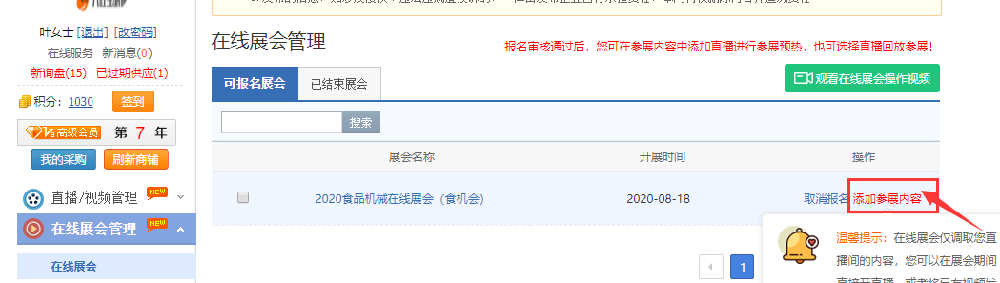 叶女士 [退出] [改密码]
在线服务 新消息(0)
新询盘(15) 已过期供应(1)
积分: 1030 签到
高级会员 第 7 年
我的采购 刷新商铺
直播/视频管理 NEW
在线展会管理 NEW
在线展会
在线展会管理
报名审核通过后，您可在参展内容中添加直播进行参展预热，也可选择直播回放参展！
可报名展会 已结束展会
观看在线展会操作视频
搜索
展会名称 开展时间 操作
2020食品机械在线展会（食机会） 2020-08-18 取消报名 添加参展内容
1
温馨提示：在线展会仅调取您直
播间的内容，您可以在展会期间